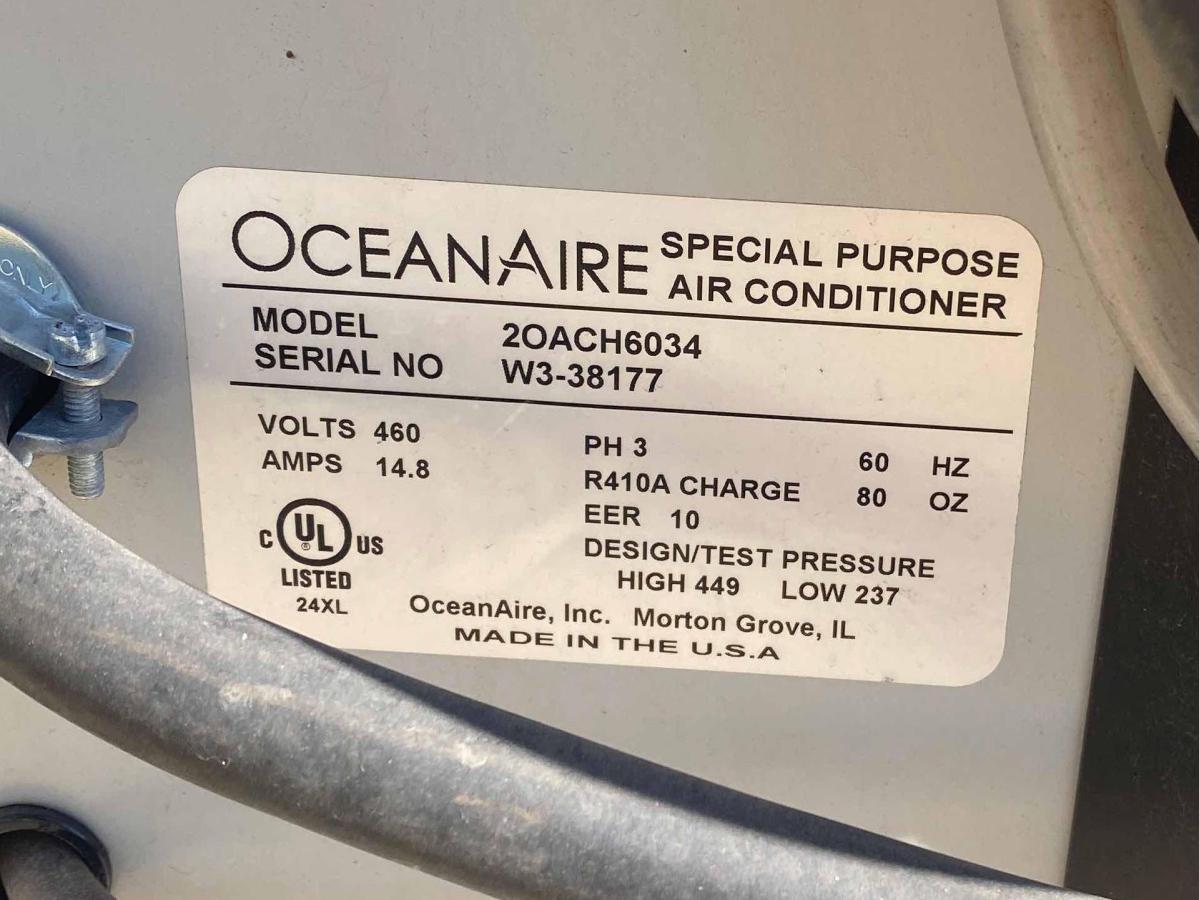 OCEANAIRE SPECIAL PURPOSE
AIR CONDITIONER
MODEL 2OACH6034
SERIAL NO W3-38177
VOLTS 460 PH 3 60 HZ
AMPS 14.8 R410A CHARGE 80 OZ
EER 10
DESIGN/TEST PRESSURE
HIGH 449 LOW 237
C UL ® US
LISTED
24XL
OceanAire, Inc. Morton Grove, IL
MADE IN THE U.S.A